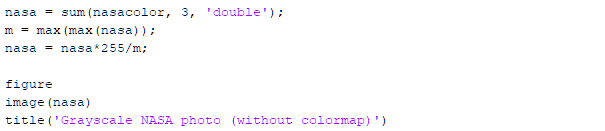 nasa = sum(nasacolor, 3, 'double');
m = max(max(nasa));
nasa = nasa*255/m;
figure
image(nasa)
title('Grayscale NASA photo (without colormap)')